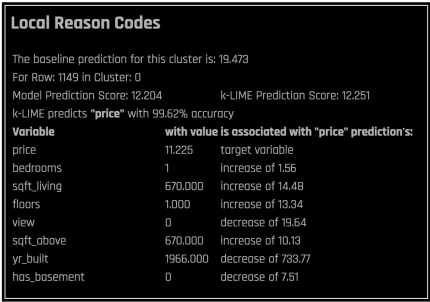 Local Reason Codes
The baseline prediction for this cluster is: 19.473
For Row: 1149 in Cluster: 0
Model Prediction Score: 12.204 k-LIME Prediction Score: 12.251
k-LIME predicts "price" with 99.62% accuracy
Variable with value is associated with "price" prediction's:
price 11.225 target variable
bedrooms 1 increase of 1.56
sqft_living 670.000 increase of 14.48
floors 1.000 increase of 13.34
view 0 decrease of 19.64
sqft_above 670.000 increase of 10.13
yr_built 1966.000 decrease of 733.77
has_basement 0 decrease of 7.51